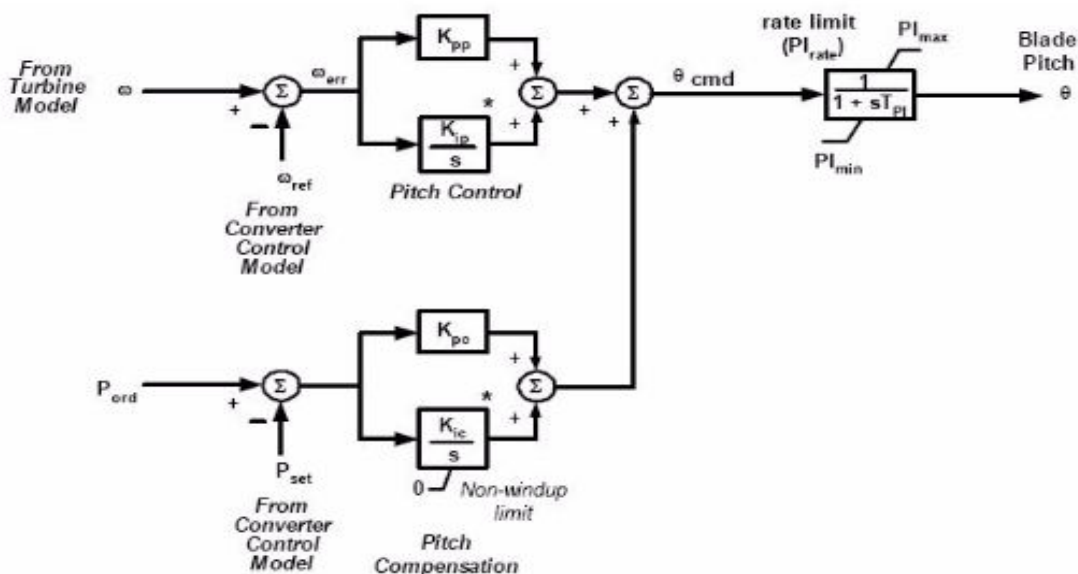 rate limit
(PI_rate)
PI_max
Blade
Pitch
θ
From
Turbine
Model
ω
+
Σ
ω_err
K_pp
+
*
Σ
+
+
Σ
+
θ cmd
1
1 + sT_PI
PI_min
K_ip
s
Pitch Control
ω_ref
From
Converter
Control
Model
K_pc
+
*
Σ
+
P_ord
+
Σ
K_ic
s
0
Non-windup
limit
P_set
From
Converter
Control
Model
Pitch
Compensation